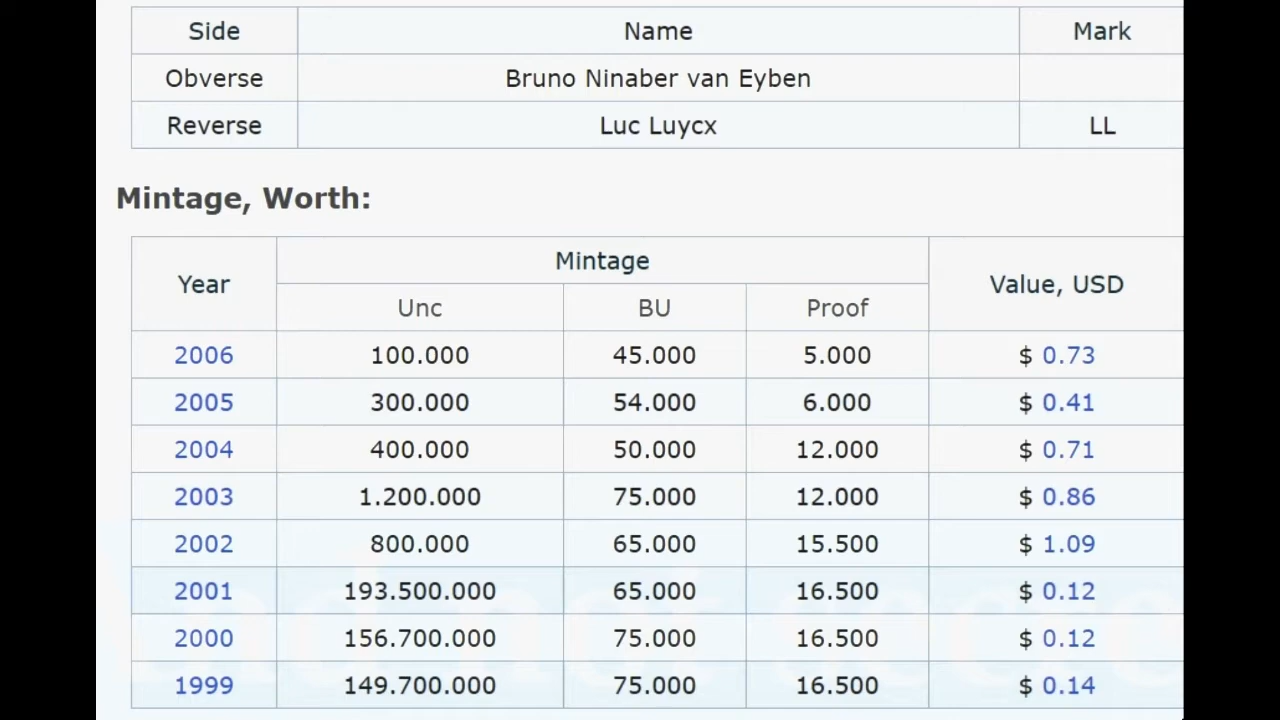 Side Name Mark
Obverse Bruno Ninaber van Eyben
Reverse Luc Luycx LL
Mintage, Worth:
Year Mintage Value, USD
Unc BU Proof
2006 100.000 45.000 5.000 $ 0.73
2005 300.000 54.000 6.000 $ 0.41
2004 400.000 50.000 12.000 $ 0.71
2003 1.200.000 75.000 12.000 $ 0.86
2002 800.000 65.000 15.500 $ 1.09
2001 193.500.000 65.000 16.500 $ 0.12
2000 156.700.000 75.000 16.500 $ 0.12
1999 149.700.000 75.000 16.500 $ 0.14